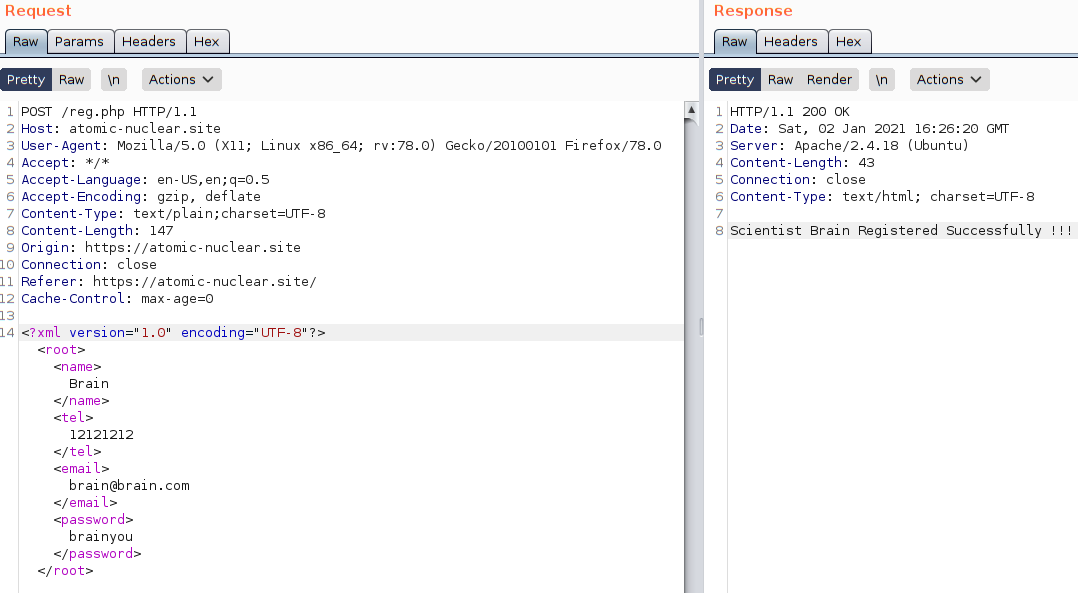 Request
Raw Params Headers Hex
Pretty Raw \n Actions
1 POST /reg.php HTTP/1.1
2 Host: atomic-nuclear.site
3 User-Agent: Mozilla/5.0 (X11; Linux x86_64; rv:78.0) Gecko/20100101 Firefox/78.0
4 Accept: */*
5 Accept-Language: en-US,en;q=0.5
6 Accept-Encoding: gzip, deflate
7 Content-Type: text/plain;charset=UTF-8
8 Content-Length: 147
9 Origin: https://atomic-nuclear.site
10 Connection: close
11 Referer: https://atomic-nuclear.site/
12 Cache-Control: max-age=0
13
14 <?xml version="1.0" encoding="UTF-8"?>
<root>
<name>
Brain
</name>
<tel>
12121212
</tel>
<email>
brain@brain.com
</email>
<password>
brainyou
</password>
</root>
Response
Raw Headers Hex
Pretty Raw Render \n Actions
1 HTTP/1.1 200 OK
2 Date: Sat, 02 Jan 2021 16:26:20 GMT
3 Server: Apache/2.4.18 (Ubuntu)
4 Content-Length: 43
5 Connection: close
6 Content-Type: text/html; charset=UTF-8
7
8 Scientist Brain Registered Successfully !!!